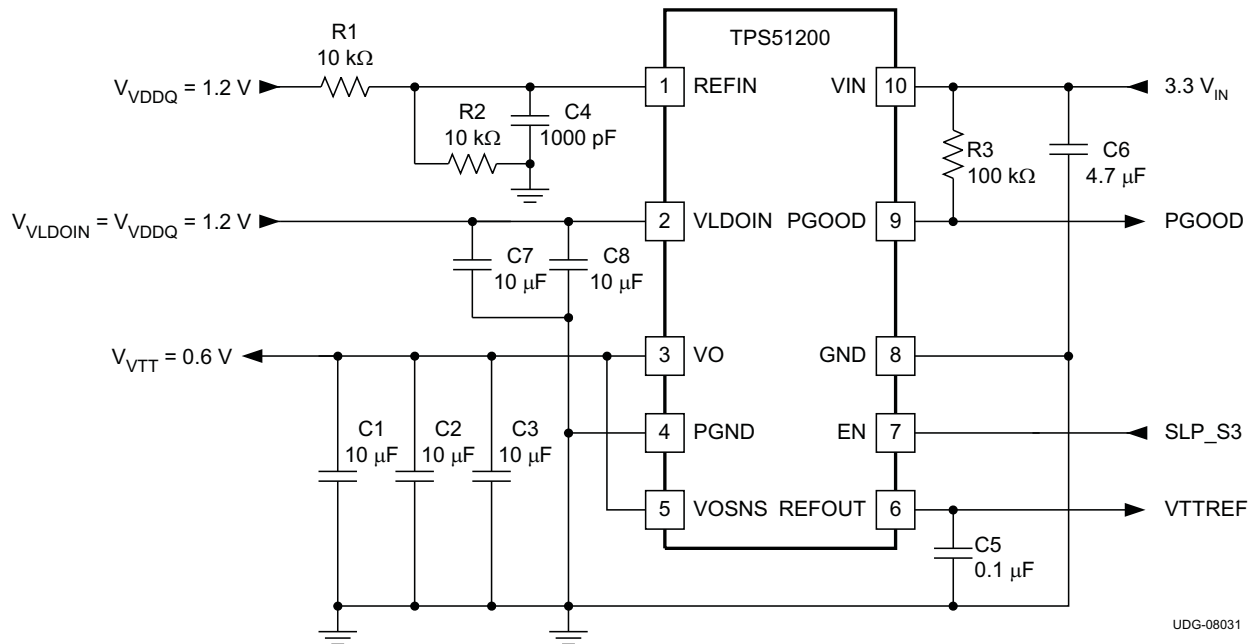 TPS51200
R1
10 kΩ
V_VDDQ = 1.2 V
1 REFIN
VIN 10
3.3 V_IN
R2
10 kΩ
C4
1000 pF
R3
100 kΩ
C6
4.7 μF
V_VLDOIN = V_VDDQ = 1.2 V
2 VLDOIN
PGOOD 9
PGOOD
C7
10 μF
C8
10 μF
V_VTT = 0.6 V
3 VO
GND 8
C1
10 μF
C2
10 μF
C3
10 μF
4 PGND
EN 7
SLP_S3
5 VOSNS
REFOUT 6
VTTREF
C5
0.1 μF
UDG-08031